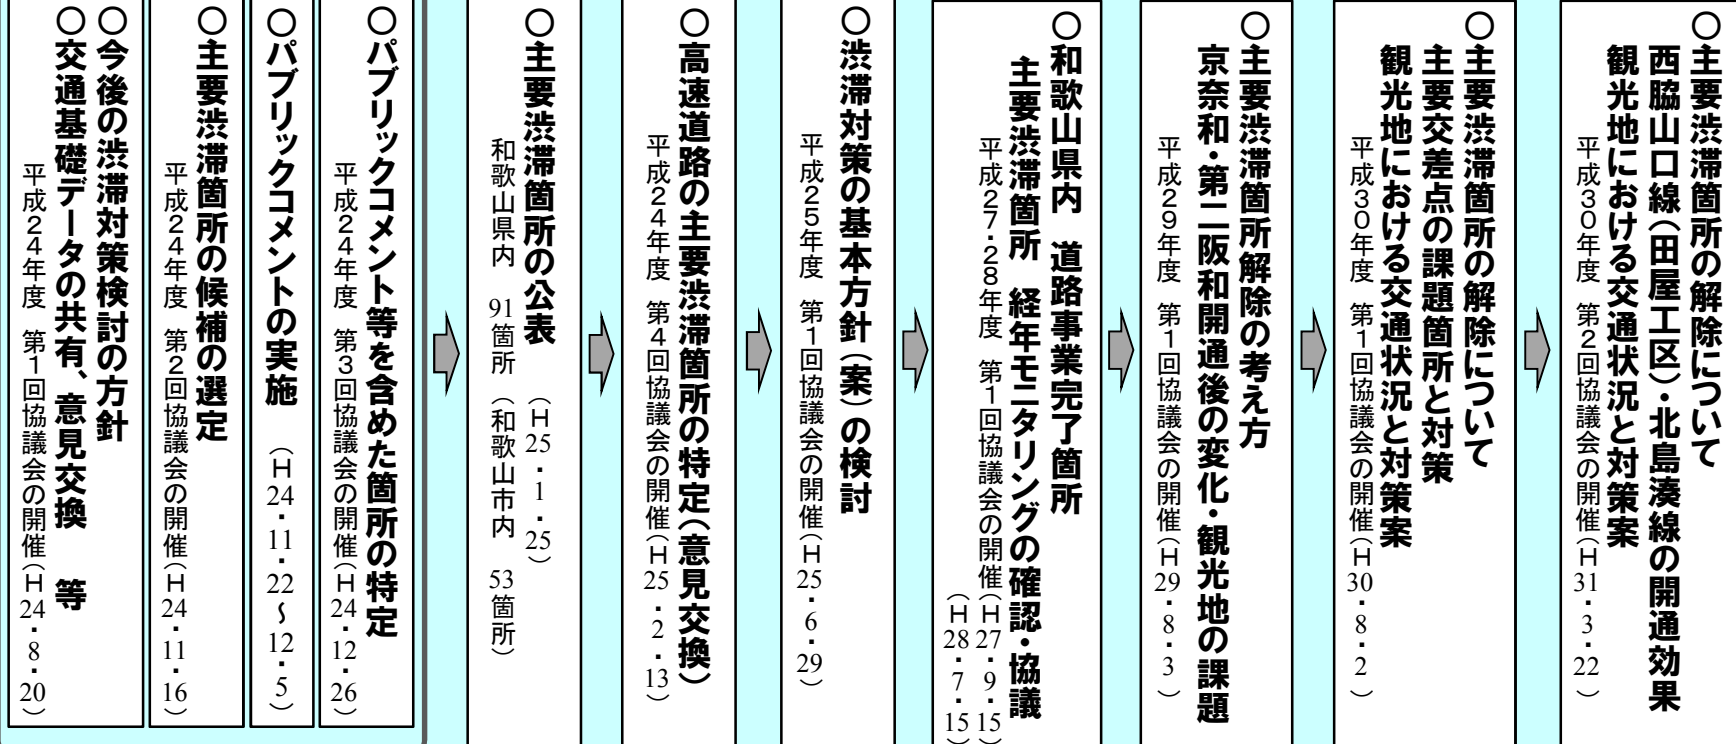 〇今後の渋滞対策検討の方針
〇交通基礎データの共有、意見交換　等
平成２４年度　第１回協議会の開催（Ｈ24・8・20）
〇主要渋滞箇所の候補の選定
平成２４年度　第２回協議会の開催（Ｈ24・11・16）
〇パブリックコメントの実施　（Ｈ24・11・22～12・5）
〇パブリックコメント等を含めた箇所の特定
平成２４年度　第３回協議会の開催（Ｈ24・12・26）
〇主要渋滞箇所の公表　（Ｈ25・1・25）
和歌山県内　91箇所　（和歌山市内　53箇所）
〇高速道路の主要渋滞箇所の特定（意見交換）
平成２４年度　第４回協議会の開催（Ｈ25・2・13）
〇渋滞対策の基本方針（案）の検討
平成２５年度　第１回協議会の開催（Ｈ25・6・29）
〇和歌山県内　道路事業完了箇所
主要渋滞箇所　経年モニタリングの確認・協議
平成２７・２８年度　第１回協議会の開催（Ｈ27・9・15）
（Ｈ28・7・15）
〇主要渋滞箇所解除の考え方
京奈和・第二阪和開通後の変化・観光地の課題
平成２９年度　第１回協議会の開催（Ｈ29・8・3）
〇主要渋滞箇所の解除について
主要交差点の課題箇所と対策
観光地における交通状況と対策案
平成３０年度　第１回協議会の開催（Ｈ30・8・2）
〇主要渋滞箇所の解除について
西脇山口線（田屋工区）・北島湊線の開通効果
観光地における交通状況と対策案
平成３０年度　第２回協議会の開催（Ｈ31・3・22）